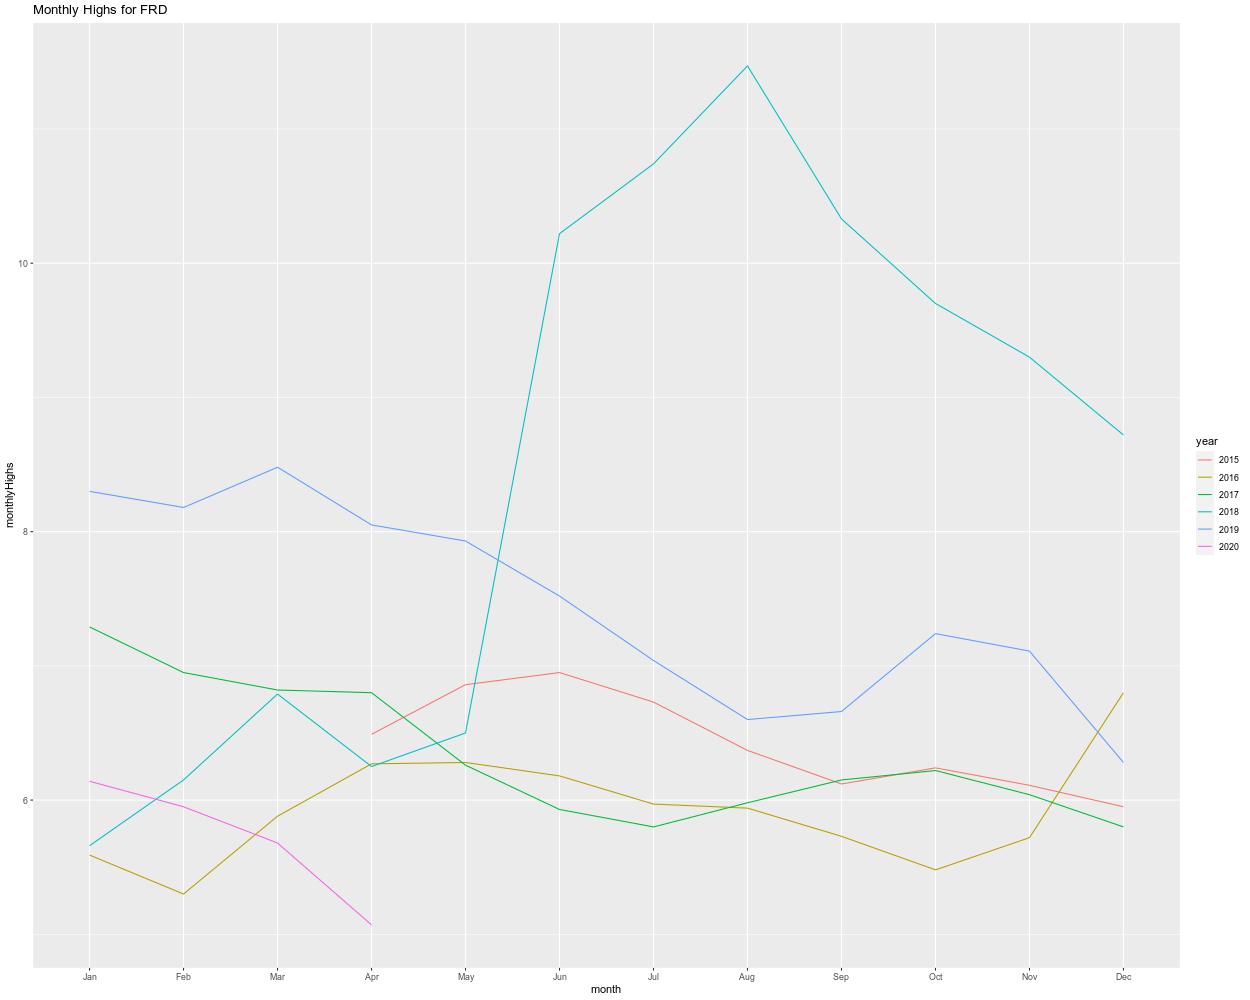 Monthly Highs for FRD
monthlyHighs
10
8
6
Jan Feb Mar Apr May Jun Jul Aug Sep Oct Nov Dec
month
year
2015
2016
2017
2018
2019
2020